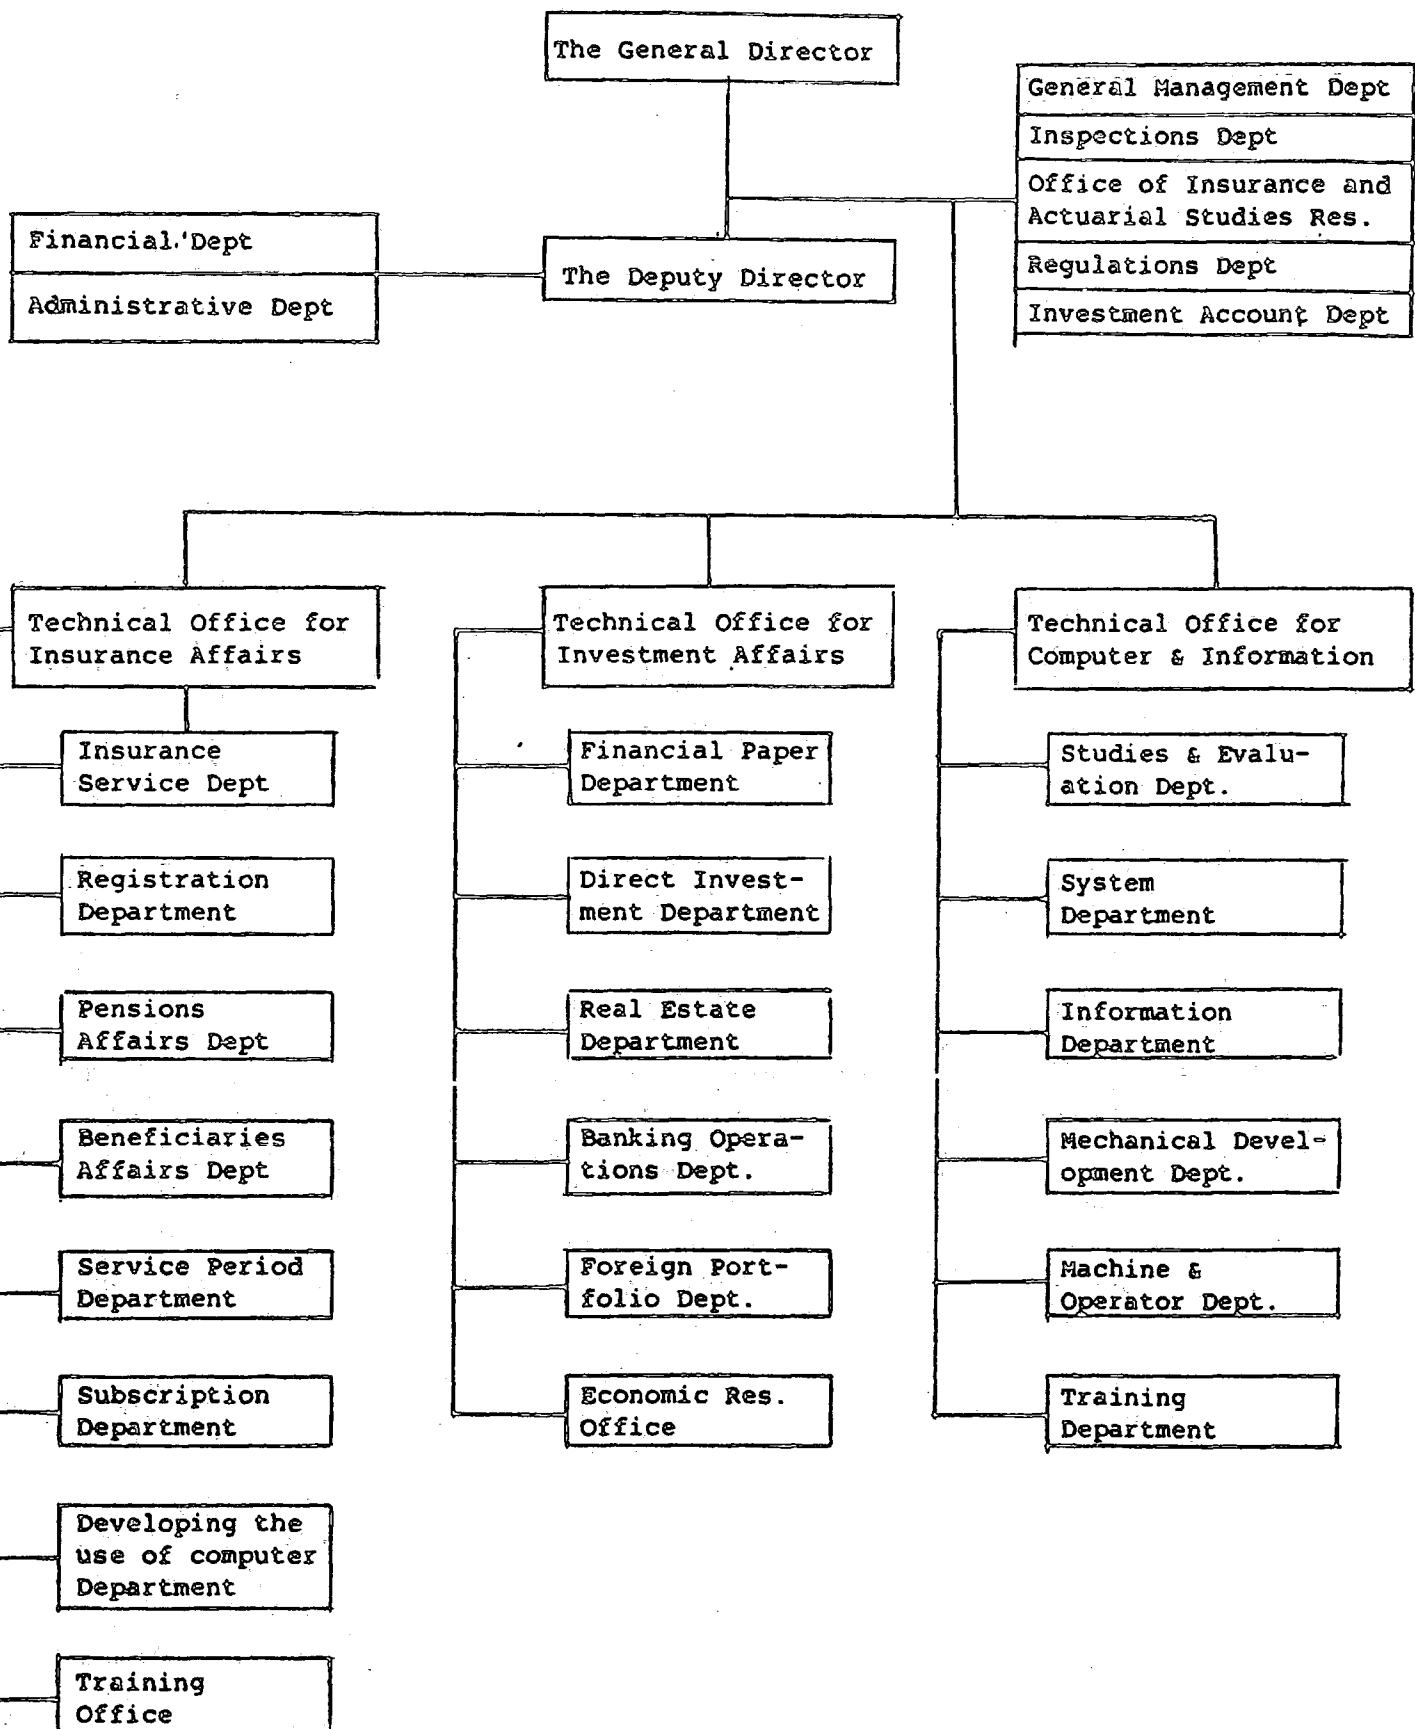 The General Director
General Management Dept
Inspections Dept
Office of Insurance and
Actuarial Studies Res.
Regulations Dept
Investment Account Dept
Financial Dept
Administrative Dept
The Deputy Director
Technical Office for
Insurance Affairs
Insurance
Service Dept
Registration
Department
Pensions
Affairs Dept
Beneficiaries
Affairs Dept
Service Period
Department
Subscription
Department
Developing the
use of computer
Department
Training
Office
Technical Office for
Investment Affairs
Financial Paper
Department
Direct Invest-
ment Department
Real Estate
Department
Banking Opera-
tions Dept.
Foreign Port-
folio Dept.
Economic Res.
Office
Technical Office for
Computer & Information
Studies & Evalu-
ation Dept.
System
Department
Information
Department
Mechanical Devel-
opment Dept.
Machine &
Operator Dept.
Training
Department